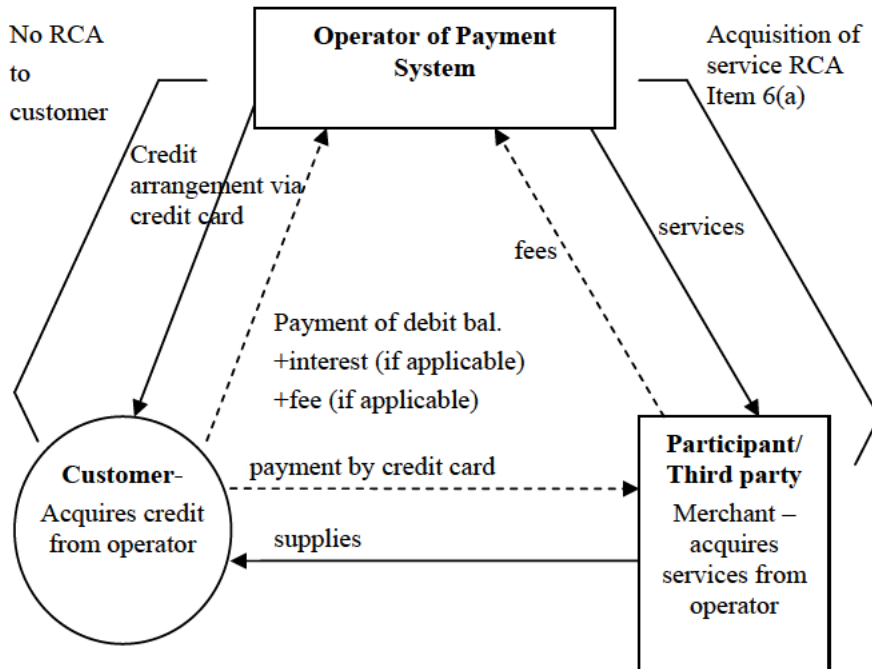 No RCA
to
customer
Operator of Payment
System
Acquisition of
service RCA
Item 6(a)
Credit
arrangement via
credit card
fees
services
Payment of debit bal.
+interest (if applicable)
+fee (if applicable)
Customer-
Acquires credit
from operator
payment by credit card
supplies
Participant/
Third party
Merchant –
acquires
services from
operator